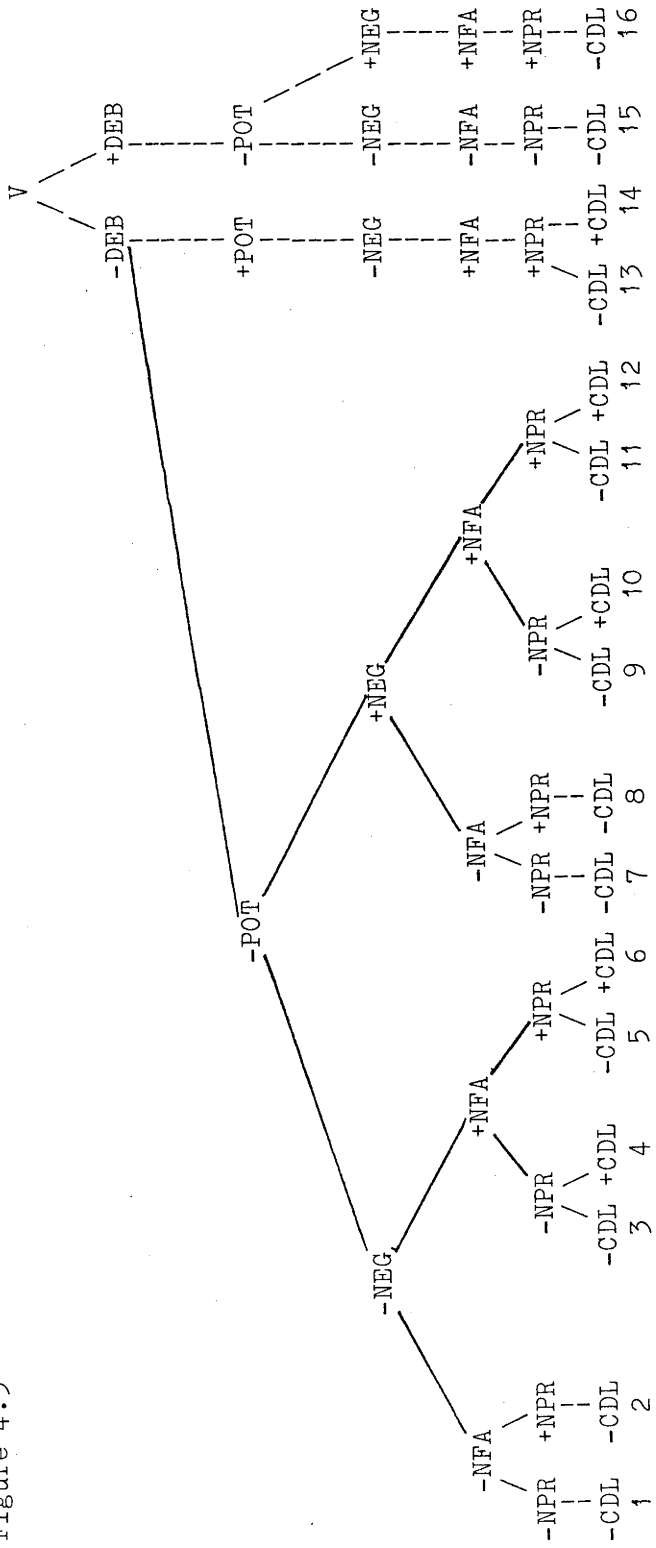 Figure
V
-DEB +DEB
-POT +POT -POT
-NEG +NEG -NEG -NEG +NEG
-NFA +NFA -NFA +NFA +NFA -NFA +NFA
-NPR +NPR -NPR +NPR -NPR +NPR -NPR +NPR +NPR -NPR +NPR
-CDL -CDL -CDL +CDL -CDL +CDL -CDL -CDL -CDL +CDL -CDL +CDL -CDL +CDL -CDL -CDL
1 2 3 4 5 6 7 8 9 10 11 12 13 14 15 16